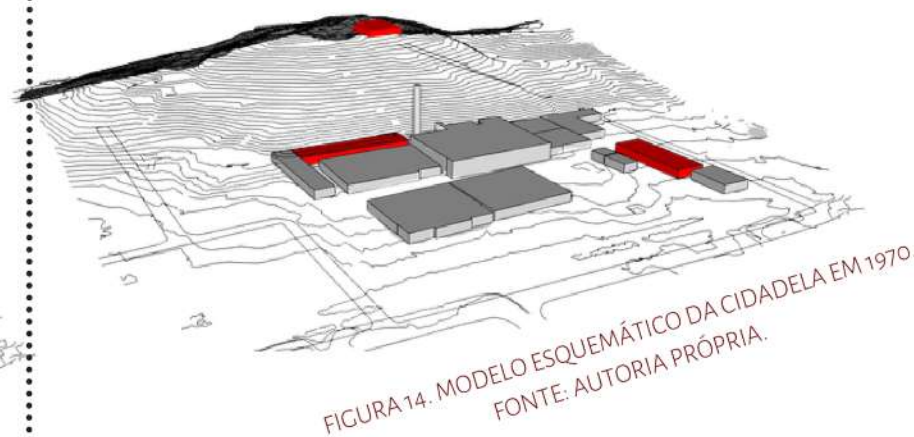 FIGURA 14. MODELO ESQUEMÁTICO DA CIDADELA EM 1970
FONTE: AUTORIA PRÓPRIA.